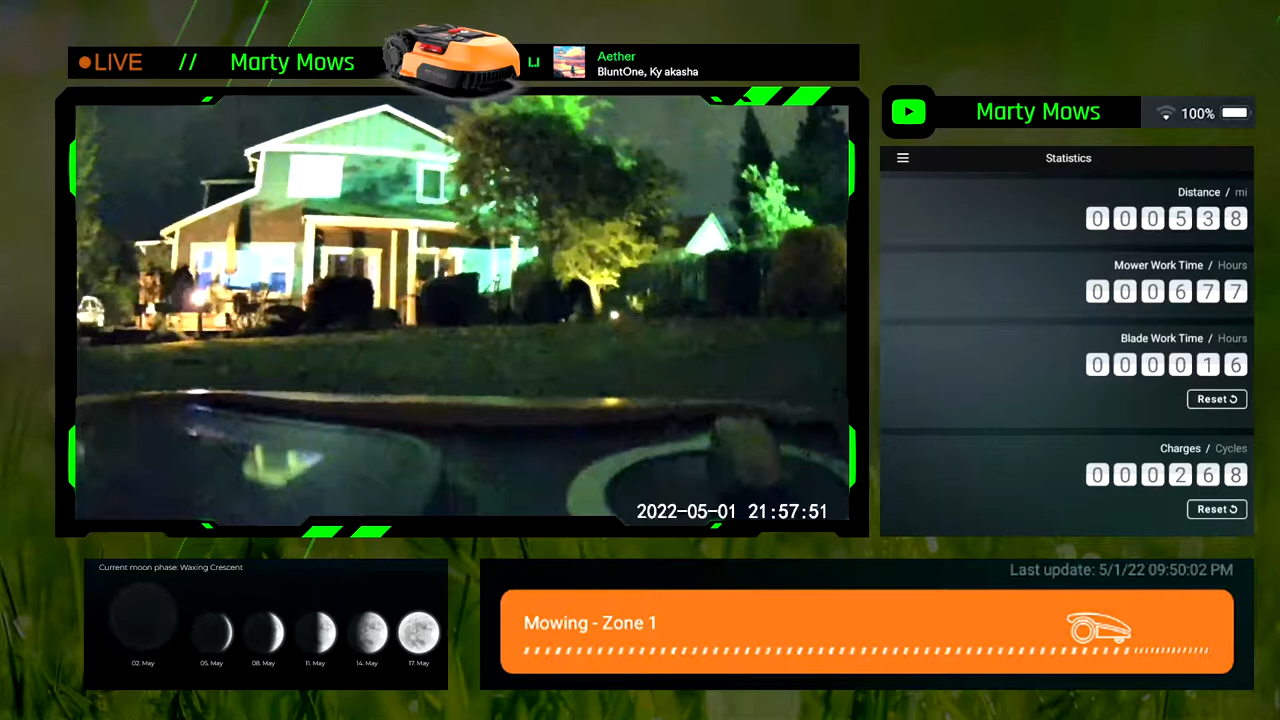 LIVE // Marty Mows
Aether
BluntOne, Ky akasha
Marty Mows
100%
Statistics
Distance / mi
000538
Mower Work Time / Hours
000677
Blade Work Time / Hours
000016
Reset
Charges / Cycles
000268
Reset
2022-05-01 21:57:51
Current moon phase: Waxing Crescent
02. May
05. May
08. May
11. May
14. May
17. May
Last update: 5/1/22 09:50:02 PM
Mowing - Zone 1